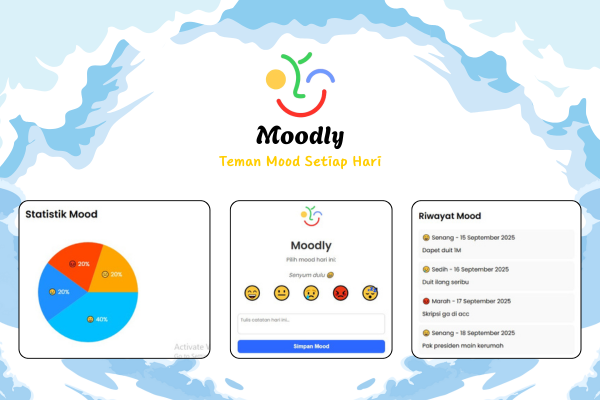 Moodly
Teman Mood Setiap Hari
Statistik Mood
20%
20%
20%
40%
Activate W
Go to Sett
Moodly
Pilih mood hari ini:
Senyum dulu
Tulis catatan hari ini...
Simpan Mood
Riwayat Mood
Senang - 15 September 2025
Dapet duit 1M
Sedih - 16 September 2025
Duit ilang seribu
Marah - 17 September 2025
Skripsi ga di acc
Senang - 18 September 2025
Pak presiden main kerumah